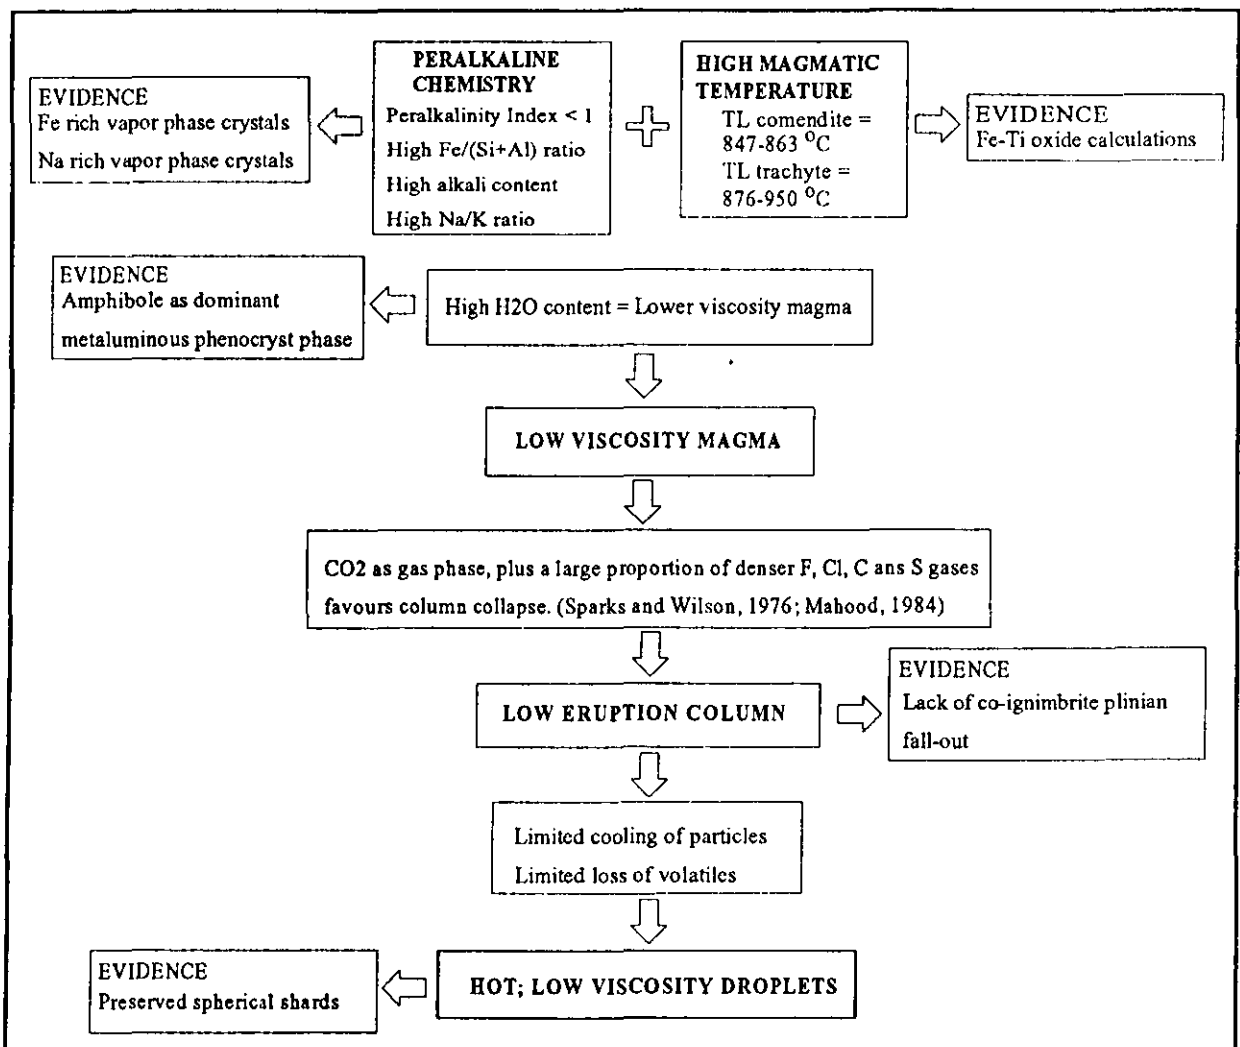 PERALKALINE
CHEMISTRY
Peralkalinity Index < 1
High Fe/(Si+Al) ratio
High alkali content
High Na/K ratio
HIGH MAGMATIC
TEMPERATURE
TL comendite =
847-863 °C
TL trachyte =
876-950 °C
EVIDENCE
Fe rich vapor phase crystals
Na rich vapor phase crystals
EVIDENCE
Fe-Ti oxide calculations
EVIDENCE
Amphibole as dominant
metaluminous phenocryst phase
High H2O content = Lower viscosity magma
LOW VISCOSITY MAGMA
CO2 as gas phase, plus a large proportion of denser F, Cl, C ans S gases
favours column collapse. (Sparks and Wilson, 1976; Mahood, 1984)
LOW ERUPTION COLUMN
EVIDENCE
Lack of co-ignimbrite plinian
fall-out
Limited cooling of particles
Limited loss of volatiles
EVIDENCE
Preserved spherical shards
HOT; LOW VISCOSITY DROPLETS